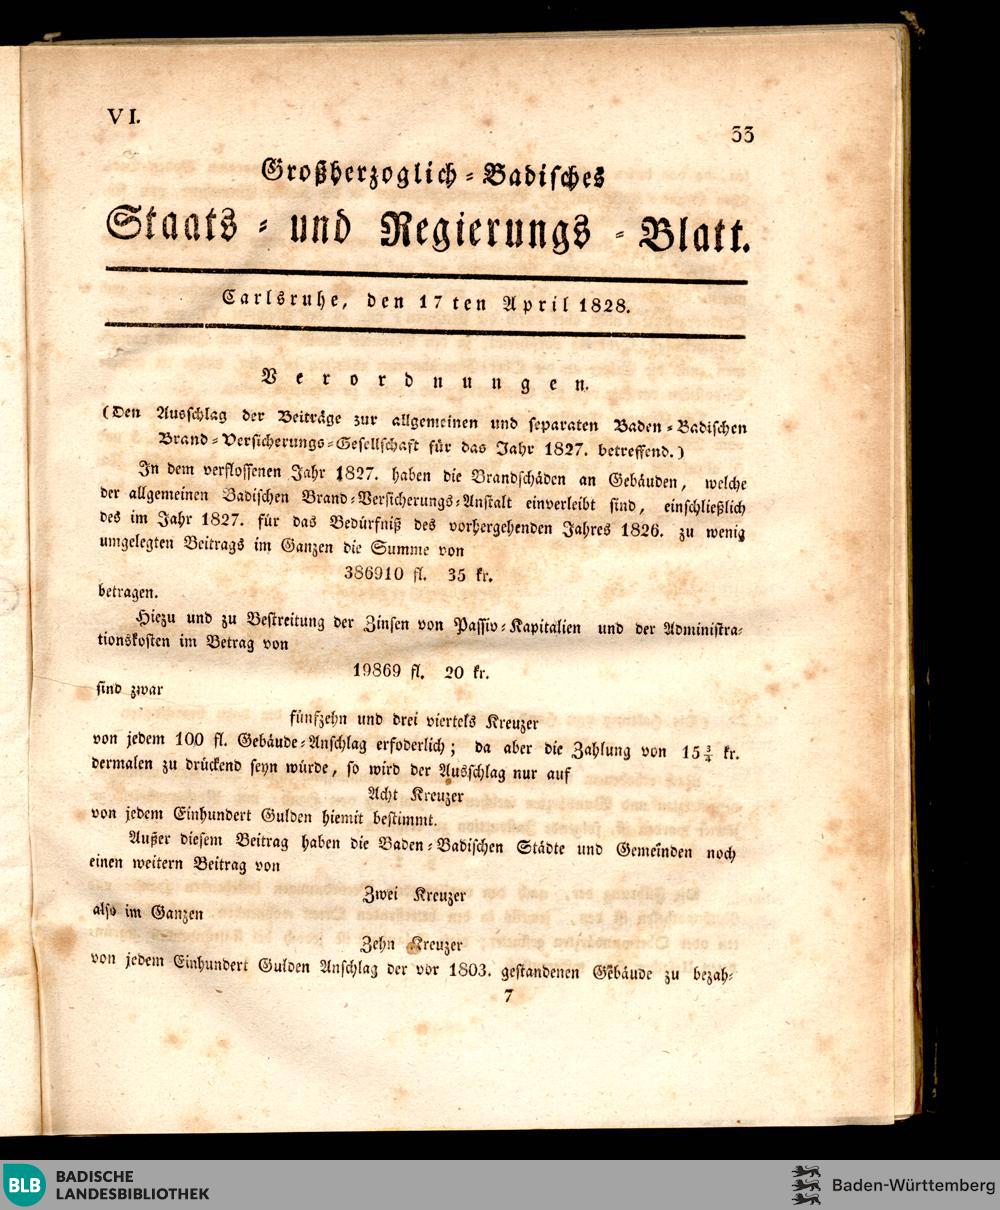 VI.
33
Großherzoglich-Badisches
Staats- und Regierungs-Blatt.
Carlsruhe, den 17ten April 1828.
Verordnungen.
(Den Ausschlag der Beiträge zur allgemeinen und separaten Baden-Badischen
Brand-Versicherungs-Gesellschaft für das Jahr 1827. betreffend.)
In dem verflossenen Jahr 1827. haben die Brandschäden an Gebäuden, welche
der allgemeinen Badischen Brand-Versicherungs-Anstalt einverleibt sind, einschließlich
des im Jahr 1827. für das Bedürfniß des vorhergehenden Jahres 1826. zu wenig
umgelegten Beitrags im Ganzen die Summe von
386910 fl. 35 kr.
betragen.
Hiezu und zu Bestreitung der Zinsen von Passiv-Kapitalien und der Administra-
tionskosten im Betrag von
19869 fl. 20 kr.
sind zwar
fünfzehn und drei viertels Kreuzer
von jedem 100 fl. Gebäude-Anschlag erfoderlich; da aber die Zahlung von 15 3/4 kr.
dermalen zu drückend seyn würde, so wird der Ausschlag nur auf
Acht Kreuzer
von jedem Einhundert Gulden hiemit bestimmt.
Außer diesem Beitrag haben die Baden-Badischen Städte und Gemeinden noch
einen weitern Beitrag von
Zwei Kreuzer
also im Ganzen
Zehn Kreuzer
von jedem Einhundert Gulden Anschlag der vor 1803. gestandenen Gebäude zu bezah-
7
BLB
BADISCHE
LANDESBIBLIOTHEK
Baden-Württemberg